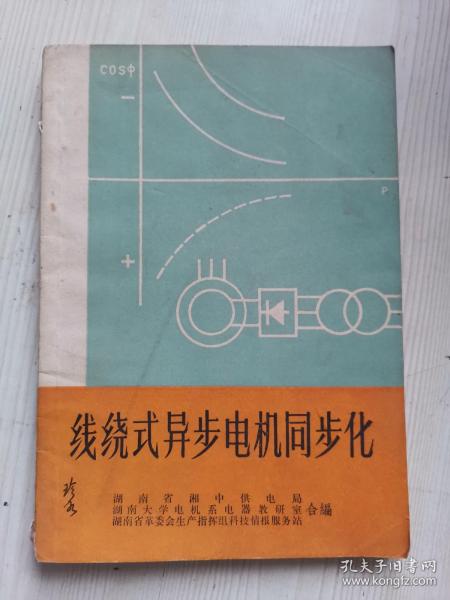 COSφ
−
P
+
线绕式异步电机同步化
湖南省湘中供电局
湖南大学电机系电器教研室 合编
湖南省革委会生产指挥组科技情报服务站
孔夫子旧书网
kongfz.com